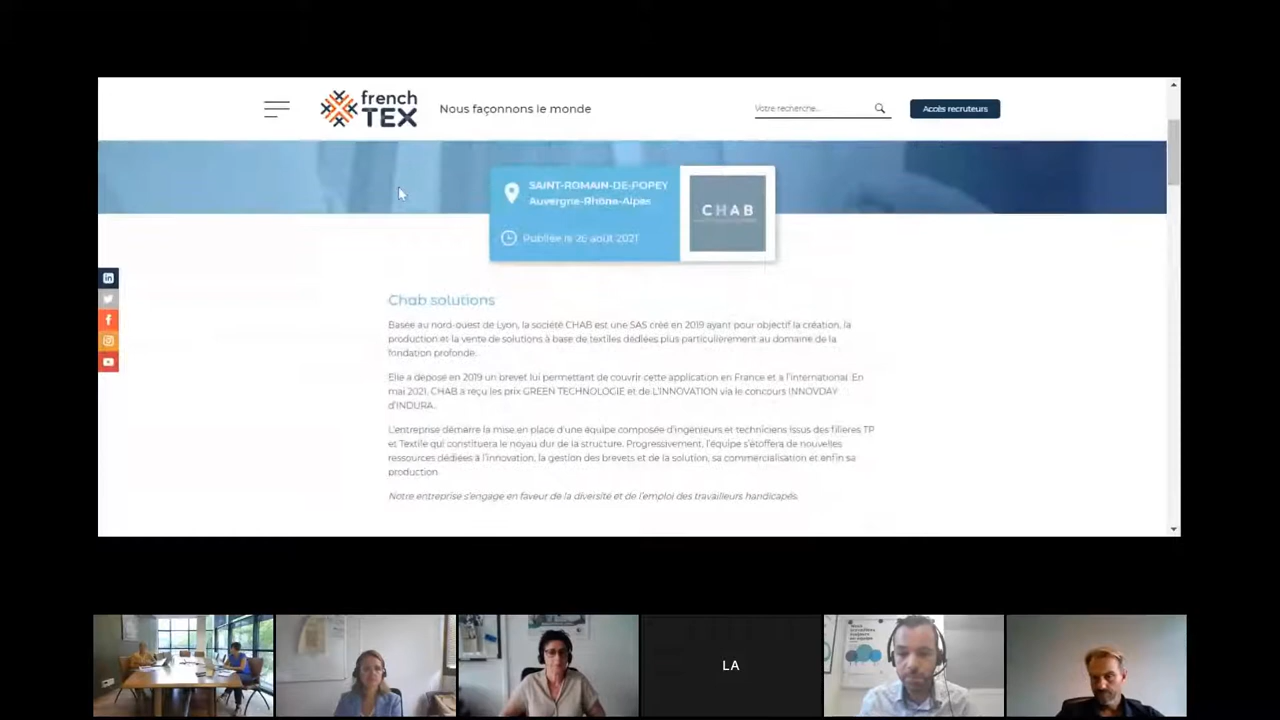 french
TEX
Nous façonnons le monde
Votre recherche...
Accès recruteurs
SAINT-ROMAIN-DE-POPEY
Auvergne-Rhône-Alpes
Publiée le 26 août 2021
CHAB
Chab solutions
Basée au nord-ouest de Lyon, la société CHAB est une SAS créé en 2019 ayant pour objectif la création, la
production et la vente de solutions à base de textiles dédiées plus particulièrement au domaine de la
fondation profonde.
Elle a déposé en 2019 un brevet lui permettant de couvrir cette application en France et à l'international. En
mai 2021, CHAB a reçu les prix GREEN TECHNOLOGIE et de L'INNOVATION via le concours INNOV'DAY
d'INDURA.
L'entreprise démarre la mise en place d'une équipe composée d'ingénieurs et techniciens issus des filières TP
et Textile qui constituera le noyau dur de la structure. Progressivement, l'équipe s'étoffera de nouvelles
ressources dédiées à l'innovation, la gestion des brevets et de la solution, sa commercialisation et enfin sa
production.
Notre entreprise s'engage en faveur de la diversité et de l'emploi des travailleurs handicapés.
LA
Nous
travaillons
toujours
en équipe